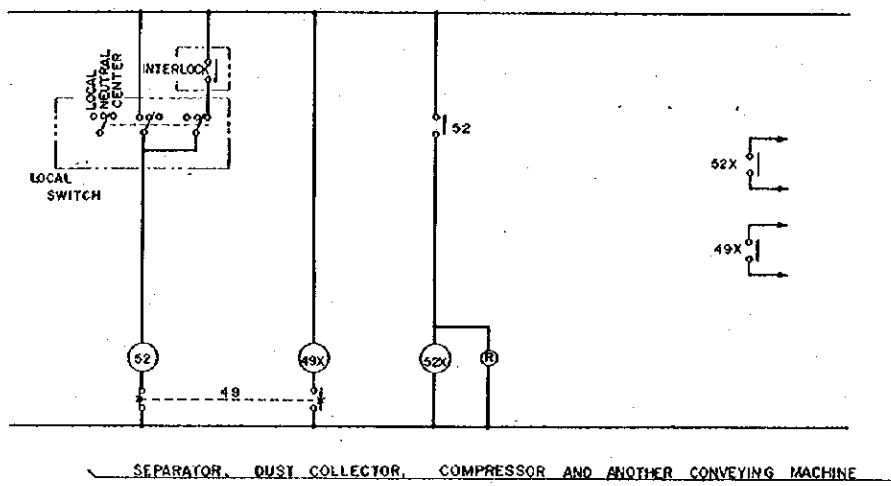 LOCAL
NEUTRAL
CENTER
INTERLOCK
LOCAL
SWITCH
52
52X
49X
52
49X
52X
R
49
SEPARATOR, DUST COLLECTOR, COMPRESSOR AND ANOTHER CONVEYING MACHINE